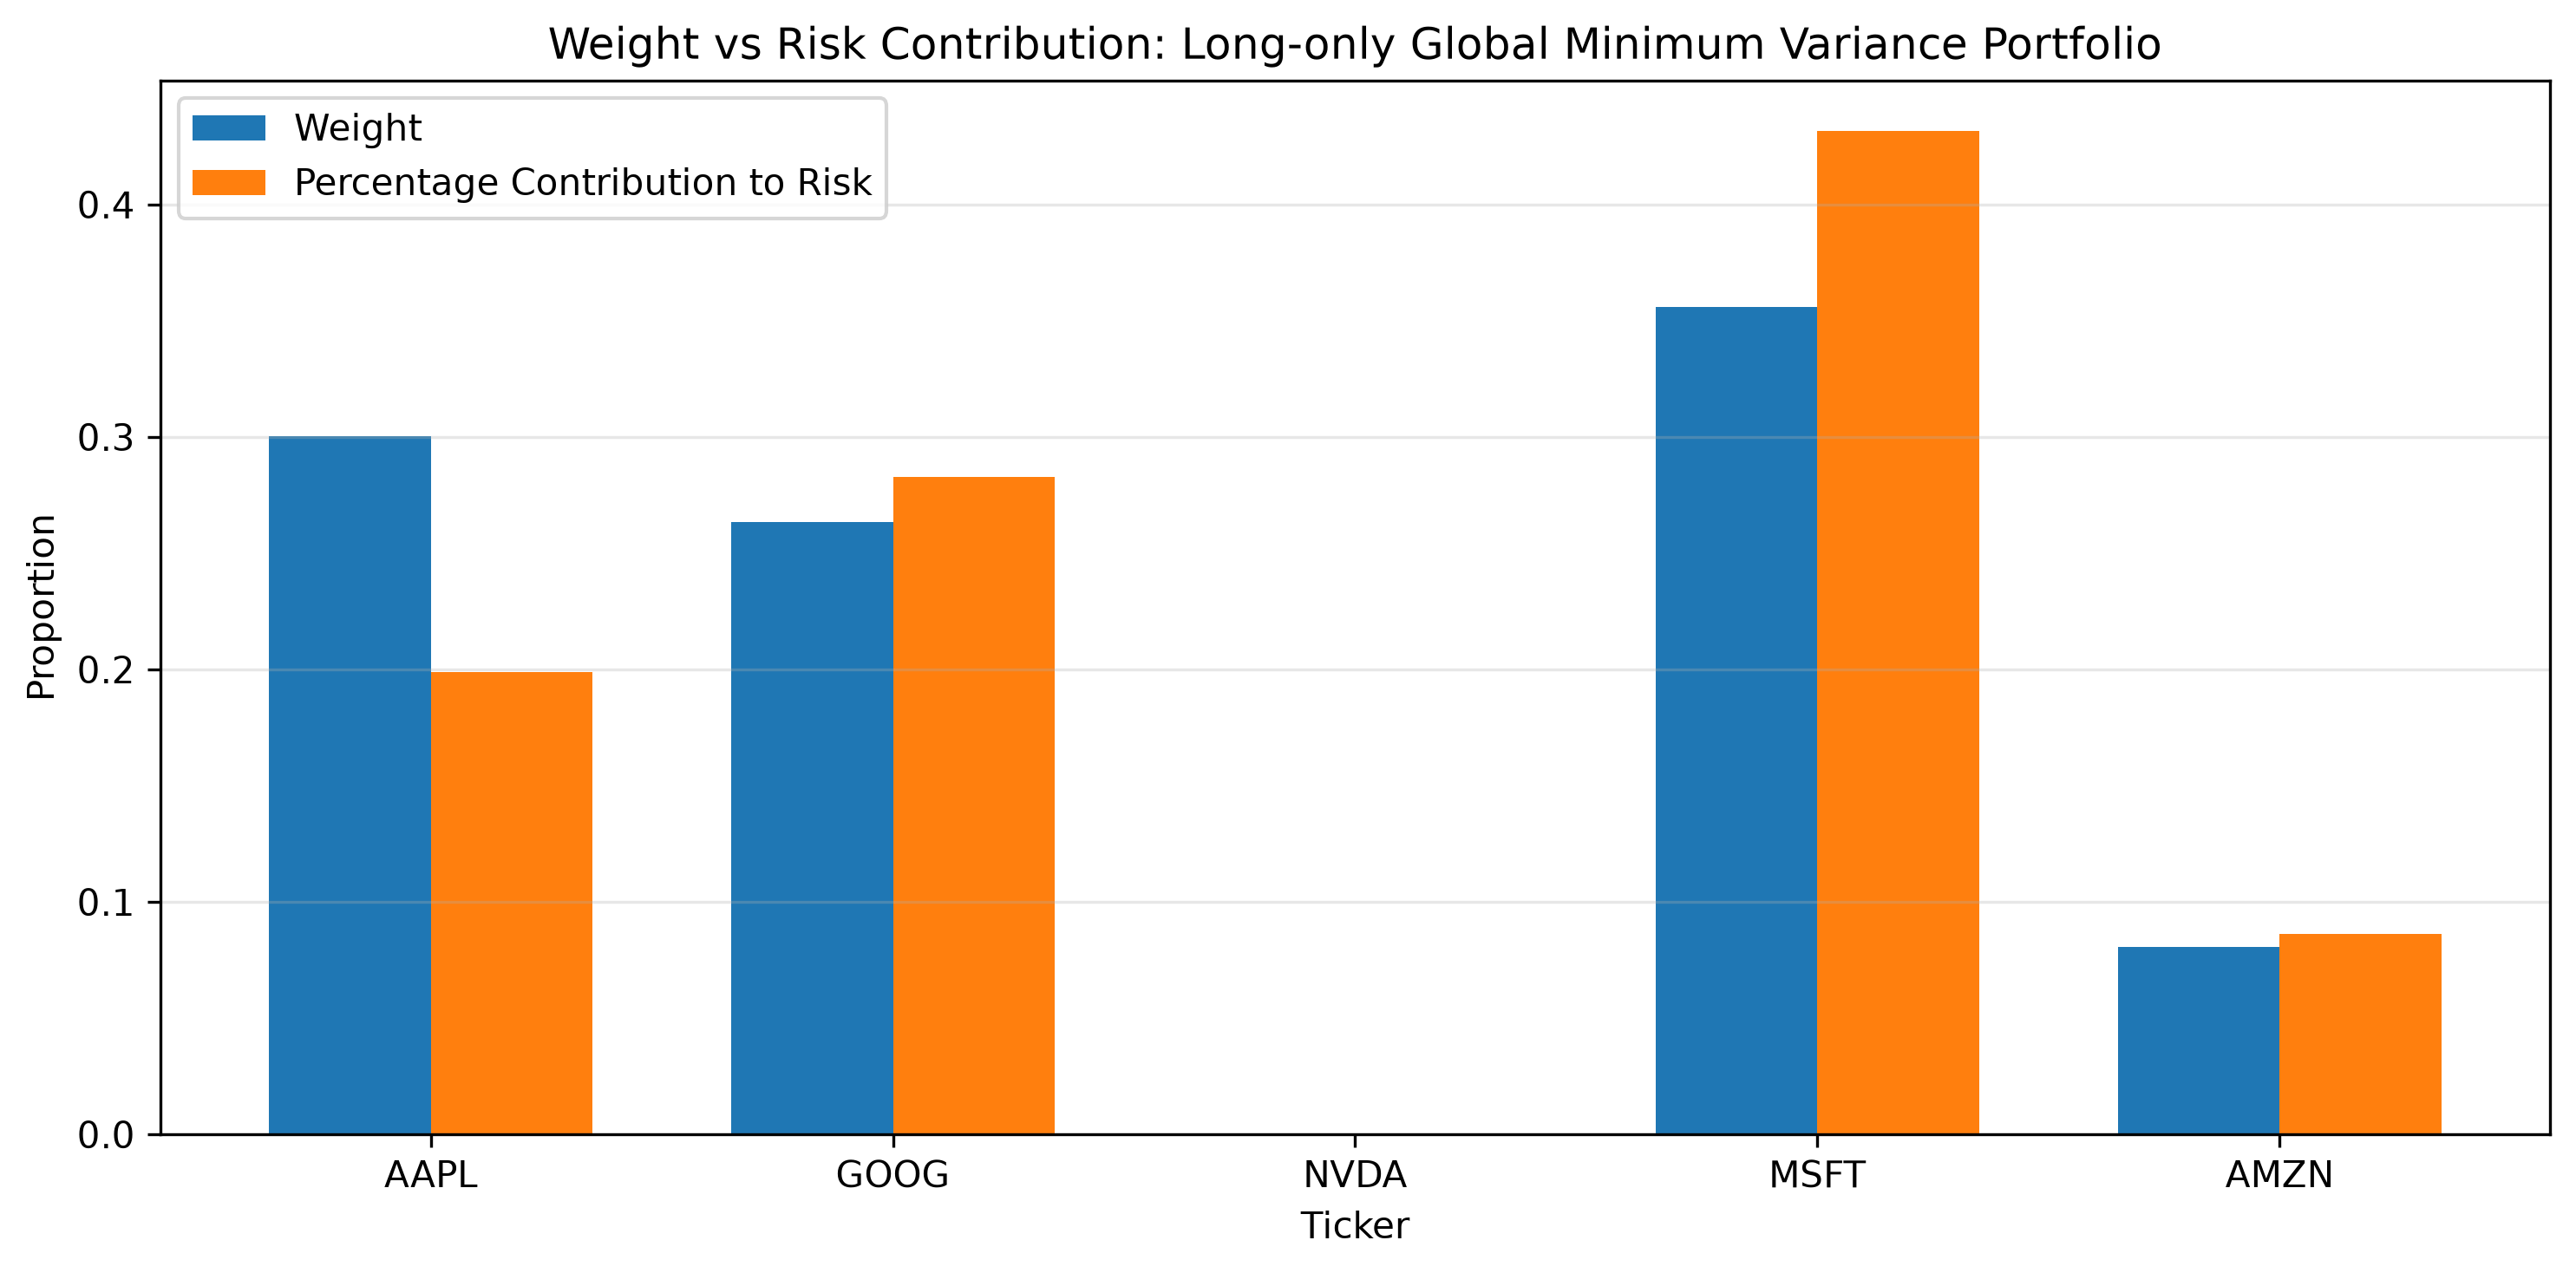 Weight vs Risk Contribution: Long-only Global Minimum Variance Portfolio
Weight
Percentage Contribution to Risk
0.4
0.3
0.2
0.1
0.0
Proportion
AAPL GOOG NVDA MSFT AMZN
Ticker